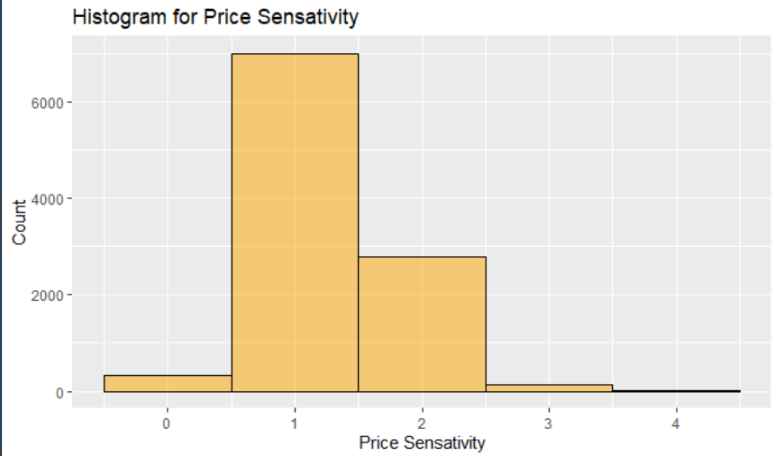 Histogram for Price Sensativity
6000
4000
2000
0
Count
0 1 2 3 4
Price Sensativity